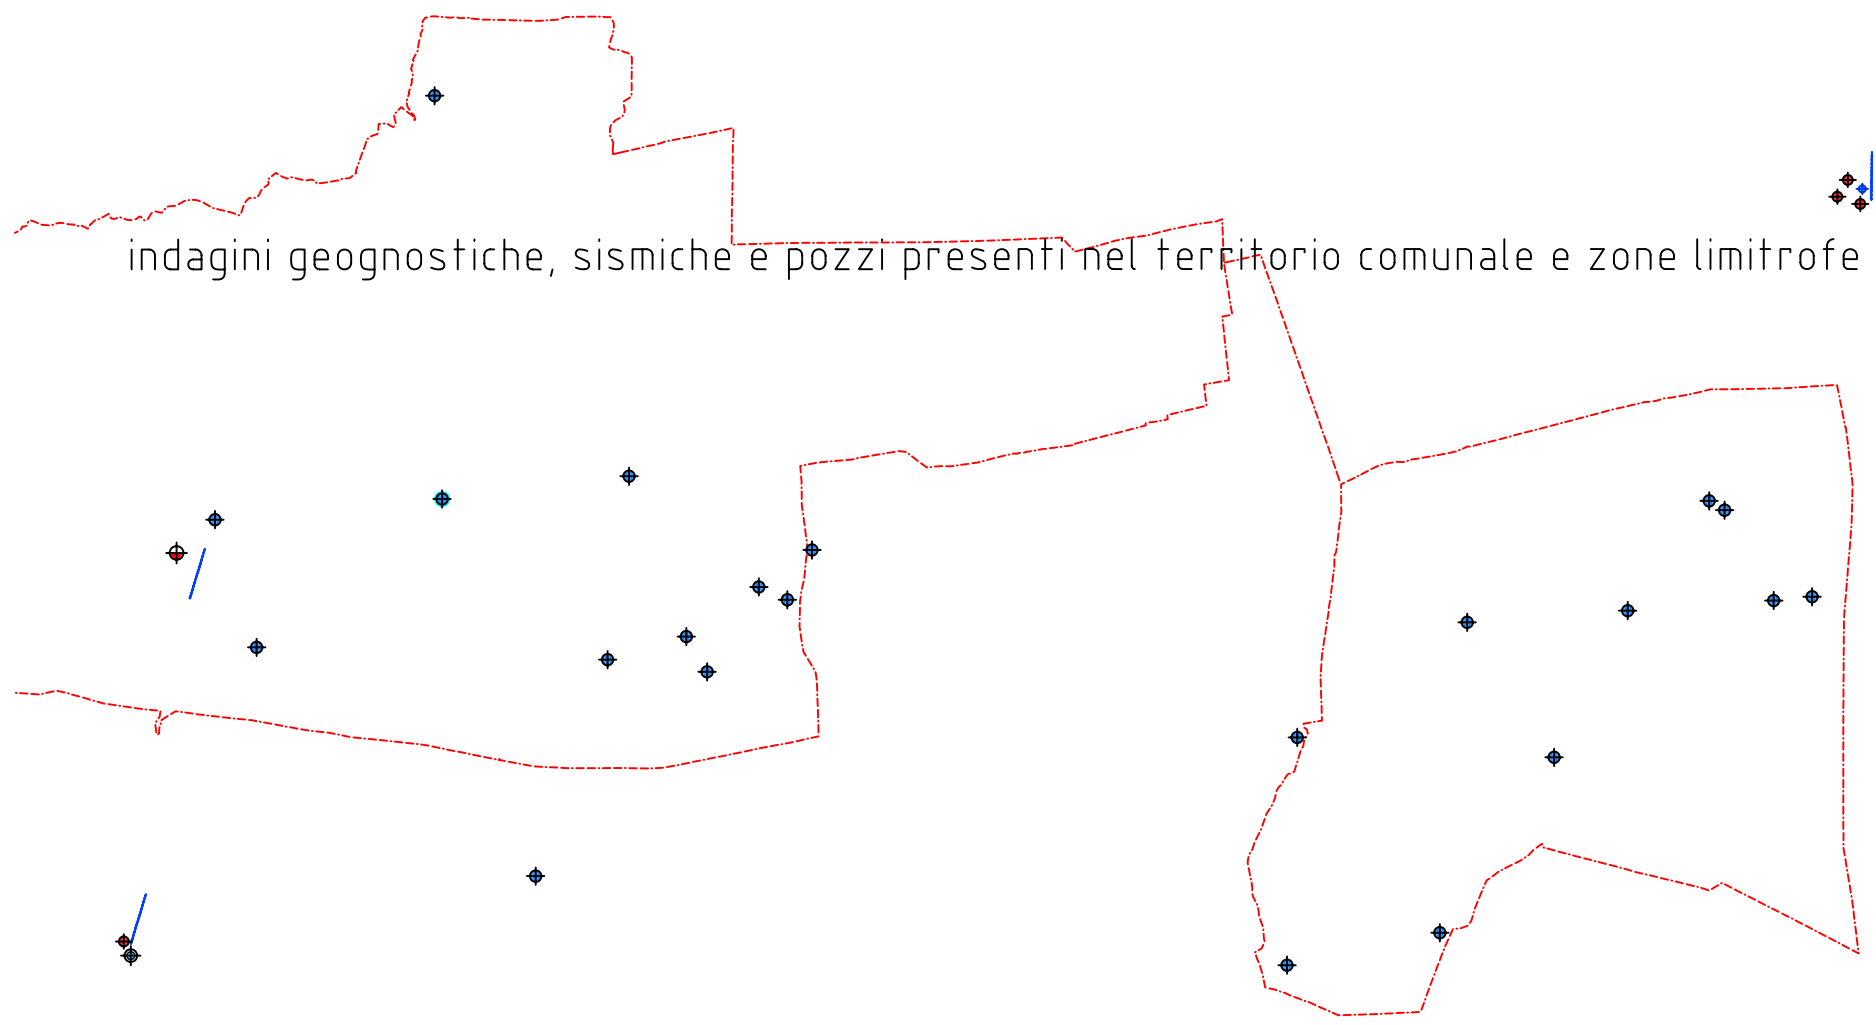 indagini geognostiche, sismiche e pozzi presenti nel territorio comunale e zone limitrofe